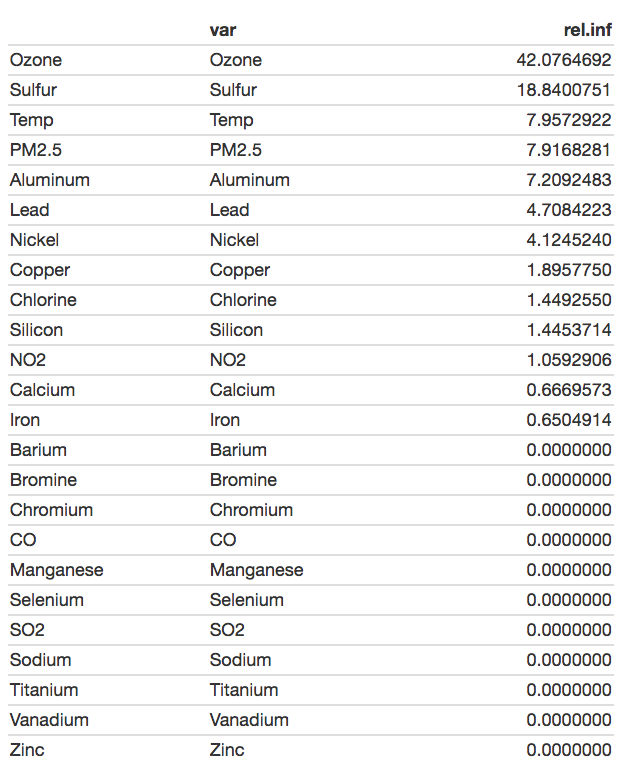 var rel.inf
Ozone Ozone 42.0764692
Sulfur Sulfur 18.8400751
Temp Temp 7.9572922
PM2.5 PM2.5 7.9168281
Aluminum Aluminum 7.2092483
Lead Lead 4.7084223
Nickel Nickel 4.1245240
Copper Copper 1.8957750
Chlorine Chlorine 1.4492550
Silicon Silicon 1.4453714
NO2 NO2 1.0592906
Calcium Calcium 0.6669573
Iron Iron 0.6504914
Barium Barium 0.0000000
Bromine Bromine 0.0000000
Chromium Chromium 0.0000000
CO CO 0.0000000
Manganese Manganese 0.0000000
Selenium Selenium 0.0000000
SO2 SO2 0.0000000
Sodium Sodium 0.0000000
Titanium Titanium 0.0000000
Vanadium Vanadium 0.0000000
Zinc Zinc 0.0000000